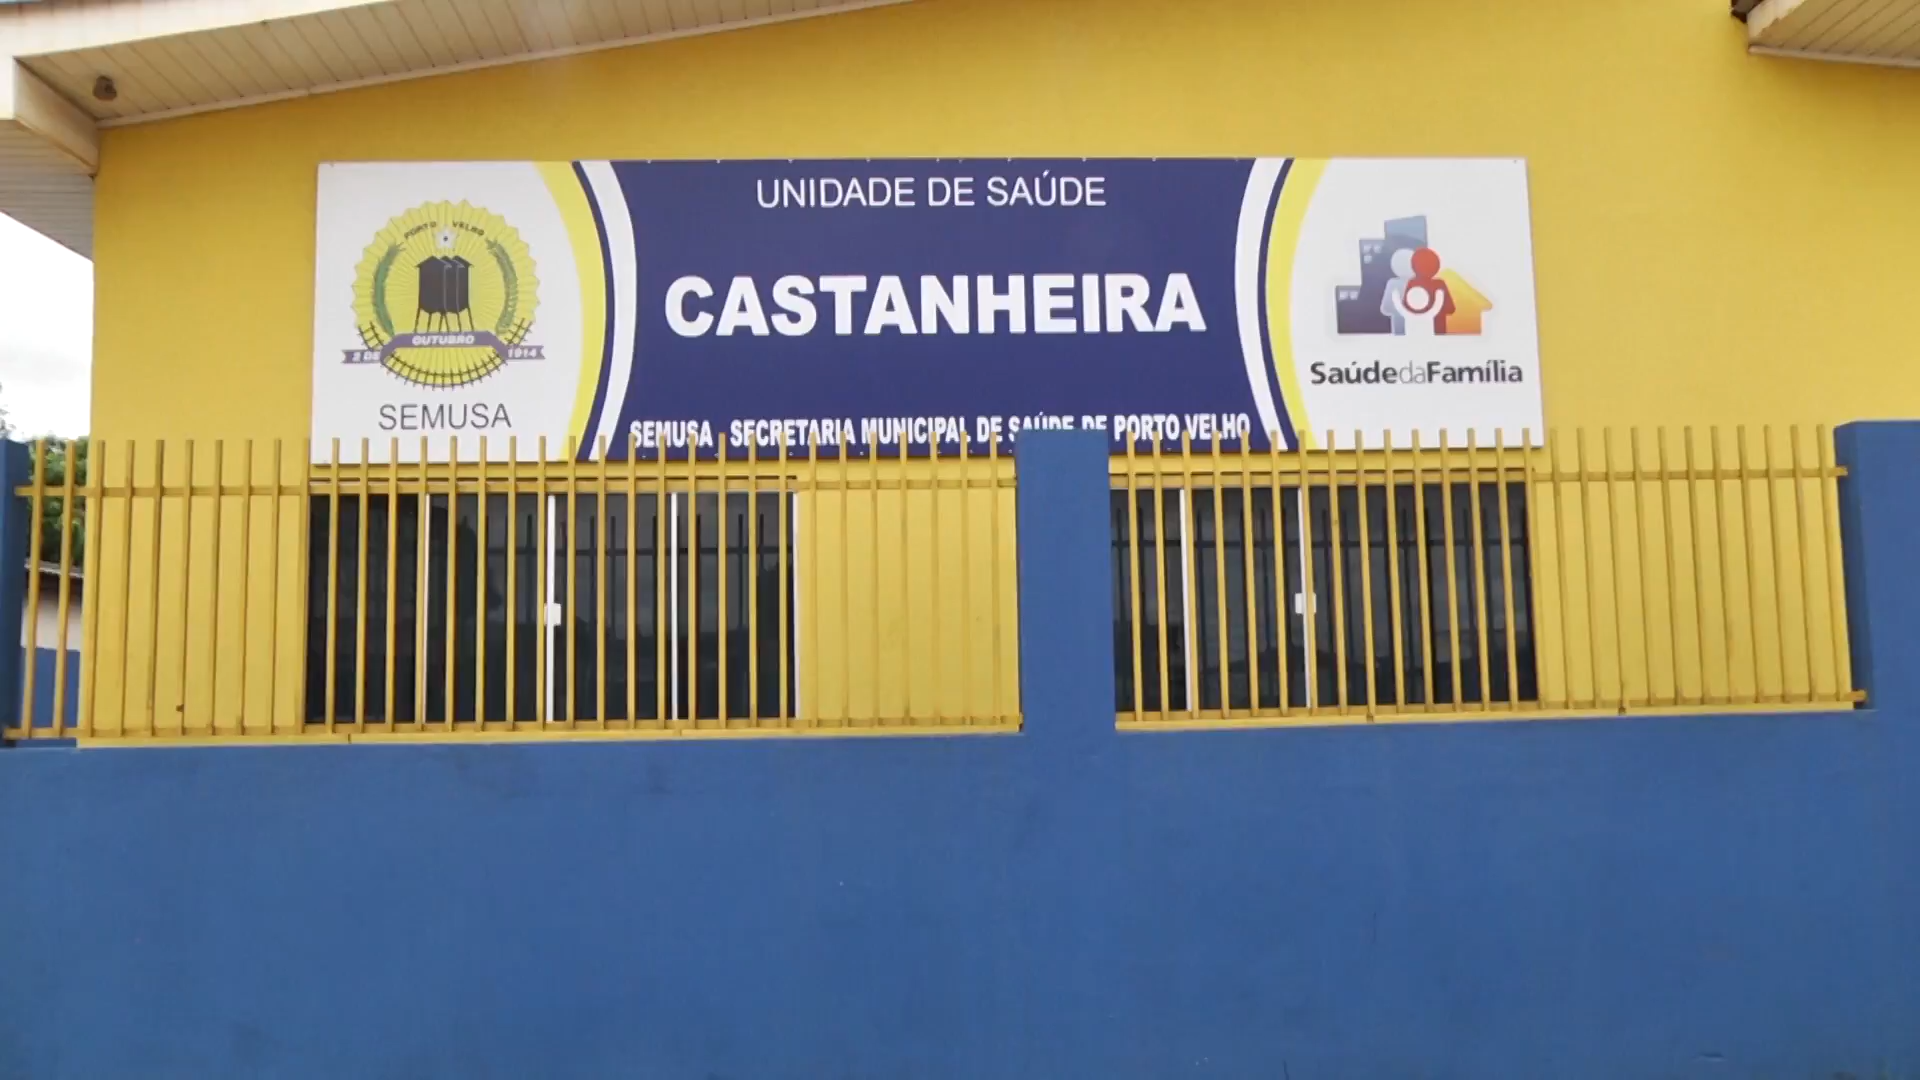 PORTO VELHO
2 DE OUTUBRO 1914
SEMUSA
UNIDADE DE SAÚDE
CASTANHEIRA
SEMUSA - SECRETARIA MUNICIPAL DE SAÚDE DE PORTO VELHO
SaúdedaFamília